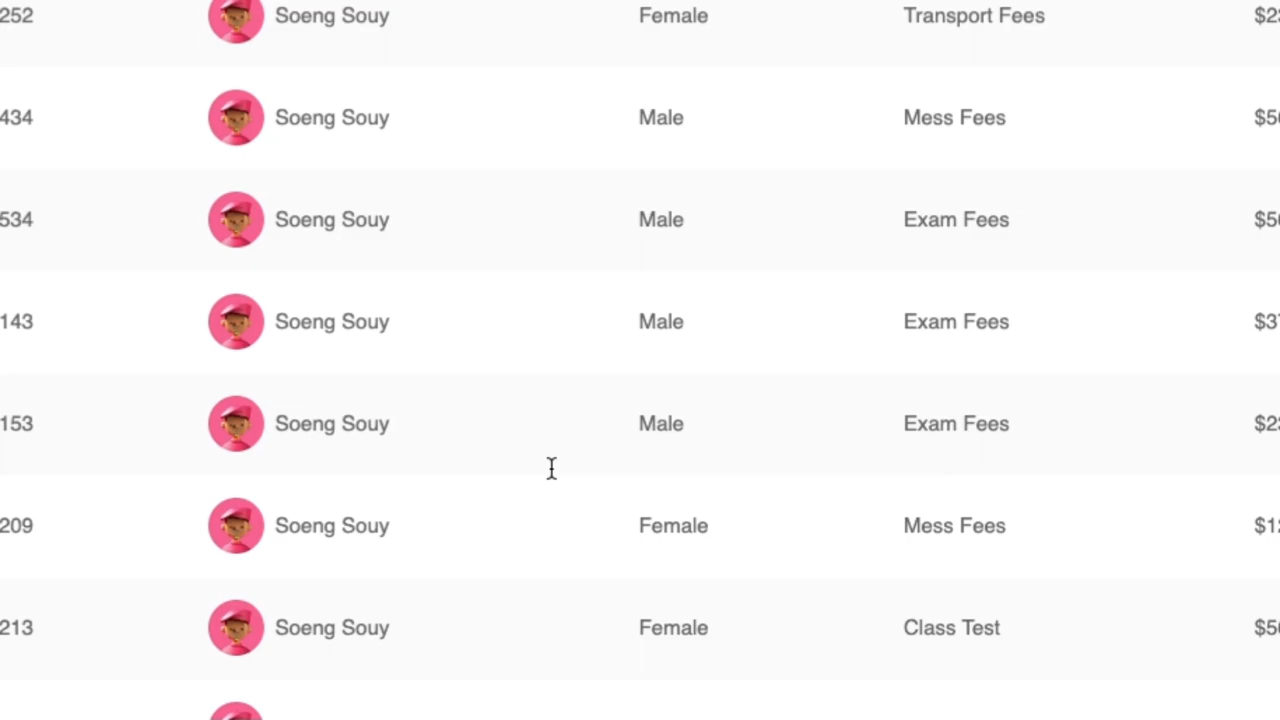 252 Soeng Souy Female Transport Fees
434 Soeng Souy Male Mess Fees
534 Soeng Souy Male Exam Fees
143 Soeng Souy Male Exam Fees
153 Soeng Souy Male Exam Fees
209 Soeng Souy Female Mess Fees
213 Soeng Souy Female Class Test